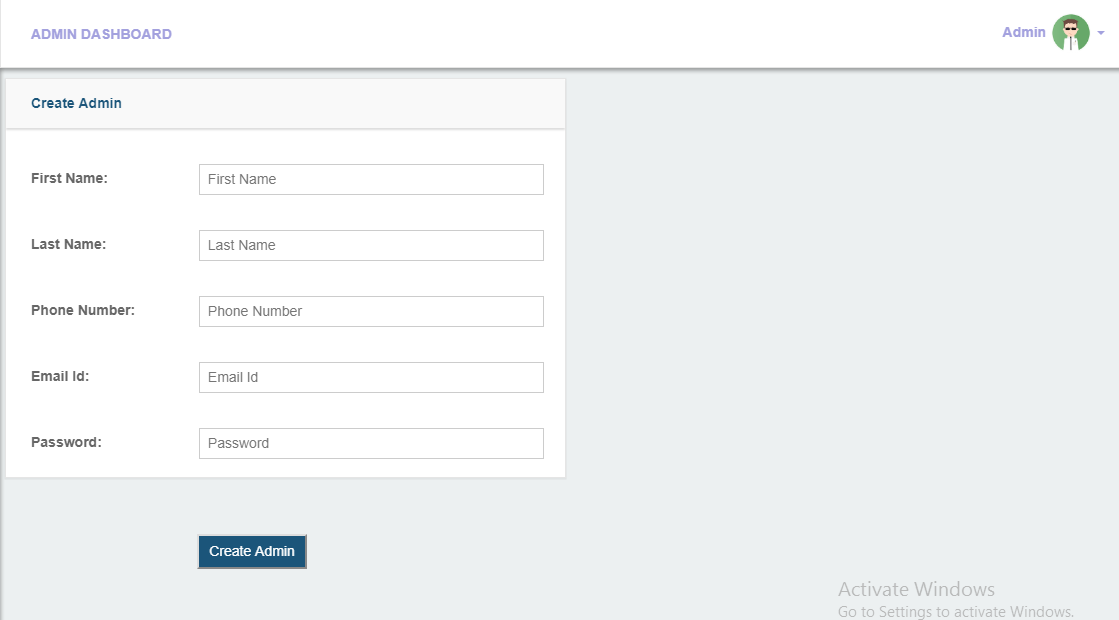 ADMIN DASHBOARD
Admin
Create Admin
First Name:
First Name
Last Name:
Last Name
Phone Number:
Phone Number
Email Id:
Email Id
Password:
Password
Create Admin
Activate Windows
Go to Settings to activate Windows.